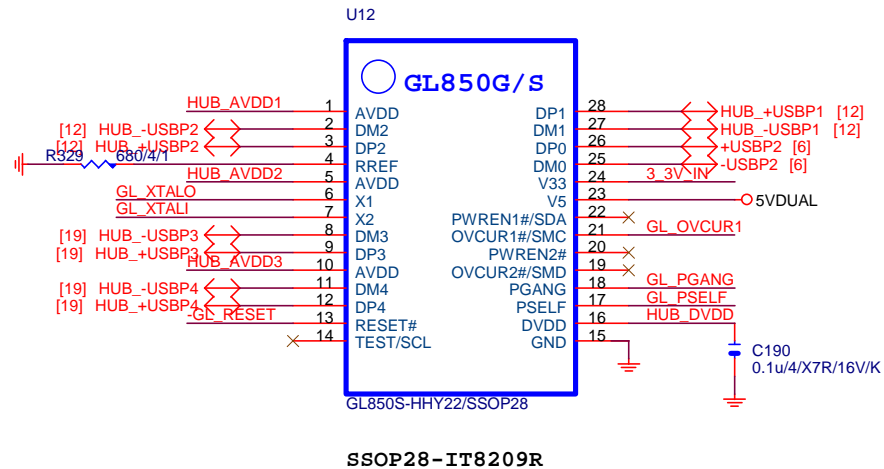 U12
GL850G/S
HUB_AVDD1 1 AVDD DP1 28 HUB_+USBP1 [12]
[12] HUB_-USBP2 2 DM2 DM1 27 HUB_-USBP1 [12]
[12] HUB_+USBP2 3 DP2 DP0 26 +USBP2 [6]
R329 680/4/1 4 RREF DM0 25 -USBP2 [6]
HUB_AVDD2 5 AVDD V33 24 3_3V_IN
GL_XTALO 6 X1 V5 23 5VDUAL
GL_XTALI 7 X2 PWREN1#/SDA 22
[19] HUB_-USBP3 8 DM3 OVCUR1#/SMC 21 GL_OVCUR1
[19] HUB_+USBP3 9 DP3 PWREN2# 20
HUB_AVDD3 10 AVDD OVCUR2#/SMD 19
[19] HUB_-USBP4 11 DM4 PGANG 18 GL_PGANG
[19] HUB_+USBP4 12 DP4 PSELF 17 GL_PSELF
-GL_RESET 13 RESET# DVDD 16 HUB_DVDD
14 TEST/SCL GND 15
C190
0.1u/4/X7R/16V/K
GL850S-HHY22/SSOP28
SSOP28-IT8209R